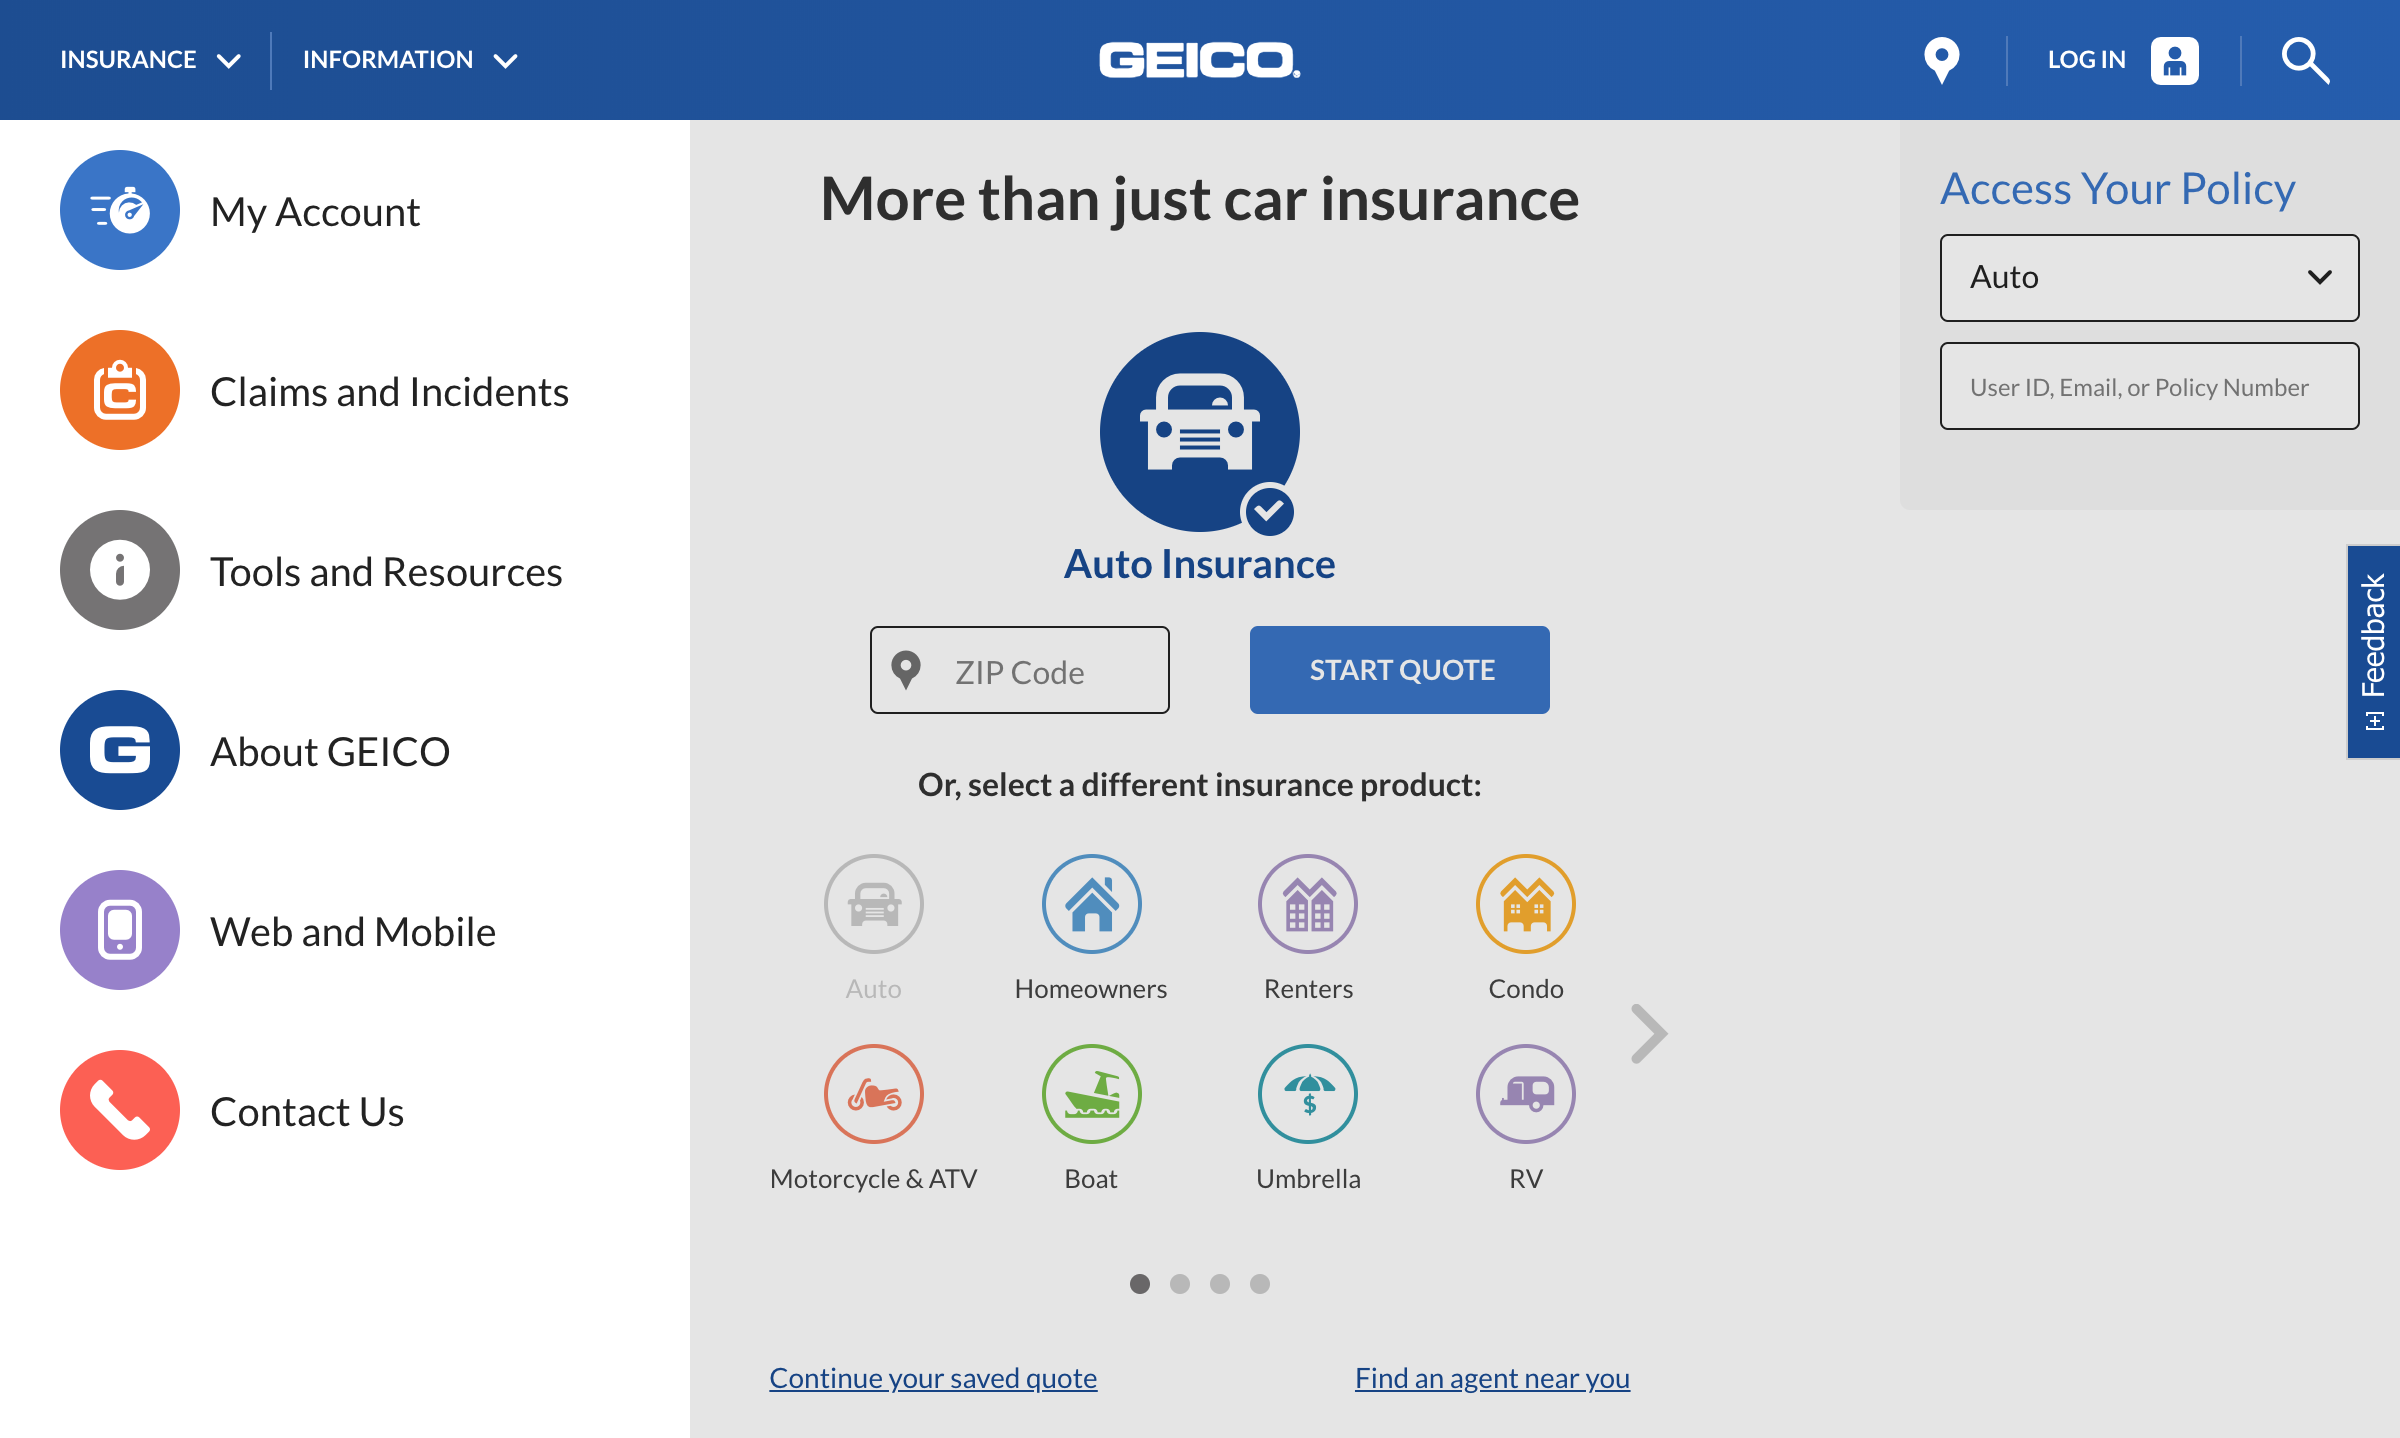 INSURANCE
INFORMATION
GEICO
LOG IN
My Account
Claims and Incidents
Tools and Resources
About GEICO
Web and Mobile
Contact Us
More than just car insurance
Auto Insurance
ZIP Code
START QUOTE
Or, select a different insurance product:
Auto
Homeowners
Renters
Condo
Motorcycle & ATV
Boat
Umbrella
RV
Continue your saved quote
Find an agent near you
Access Your Policy
Auto
User ID, Email, or Policy Number
[+] Feedback